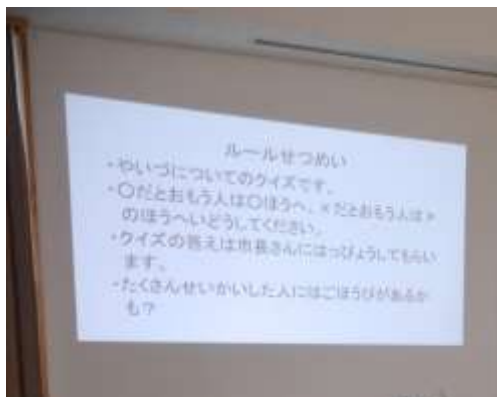 ルールせつめい
・やいづについてのクイズです。
・〇だとおもう人は〇ほうへ、×だとおもう人は×
のほうへいどうしてください。
・クイズの答えは市長さんにはっぴょうしてもらい
ます。
・たくさんせいかいした人にはごほうびがあるか
も？